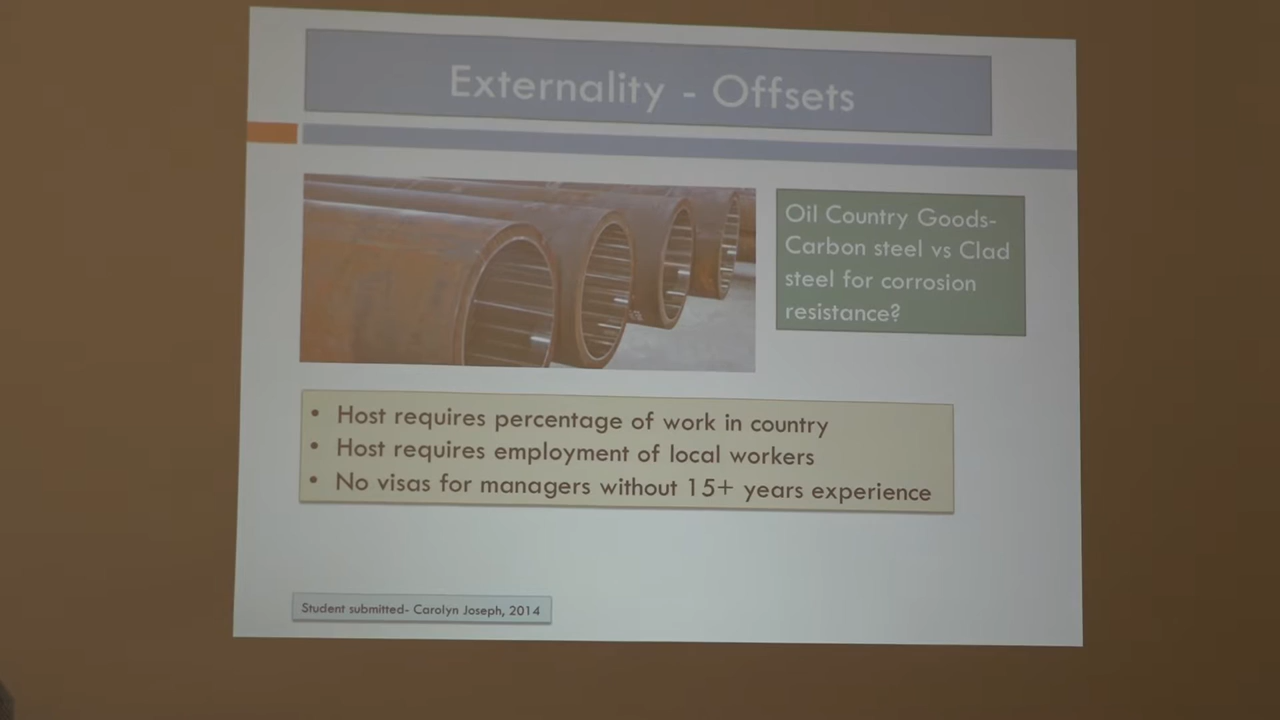 Externality - Offsets
Oil Country Goods-
Carbon steel vs Clad
steel for corrosion
resistance?
• Host requires percentage of work in country
• Host requires employment of local workers
• No visas for managers without 15+ years experience
Student submitted- Carolyn Joseph, 2014